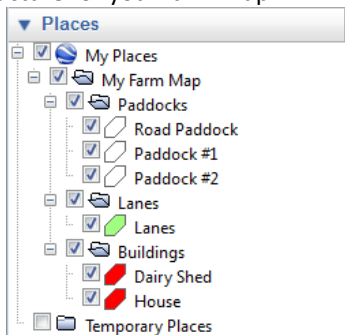 Places
My Places
My Farm Map
Paddocks
Road Paddock
Paddock #1
Paddock #2
Lanes
Lanes
Buildings
Dairy Shed
House
Temporary Places